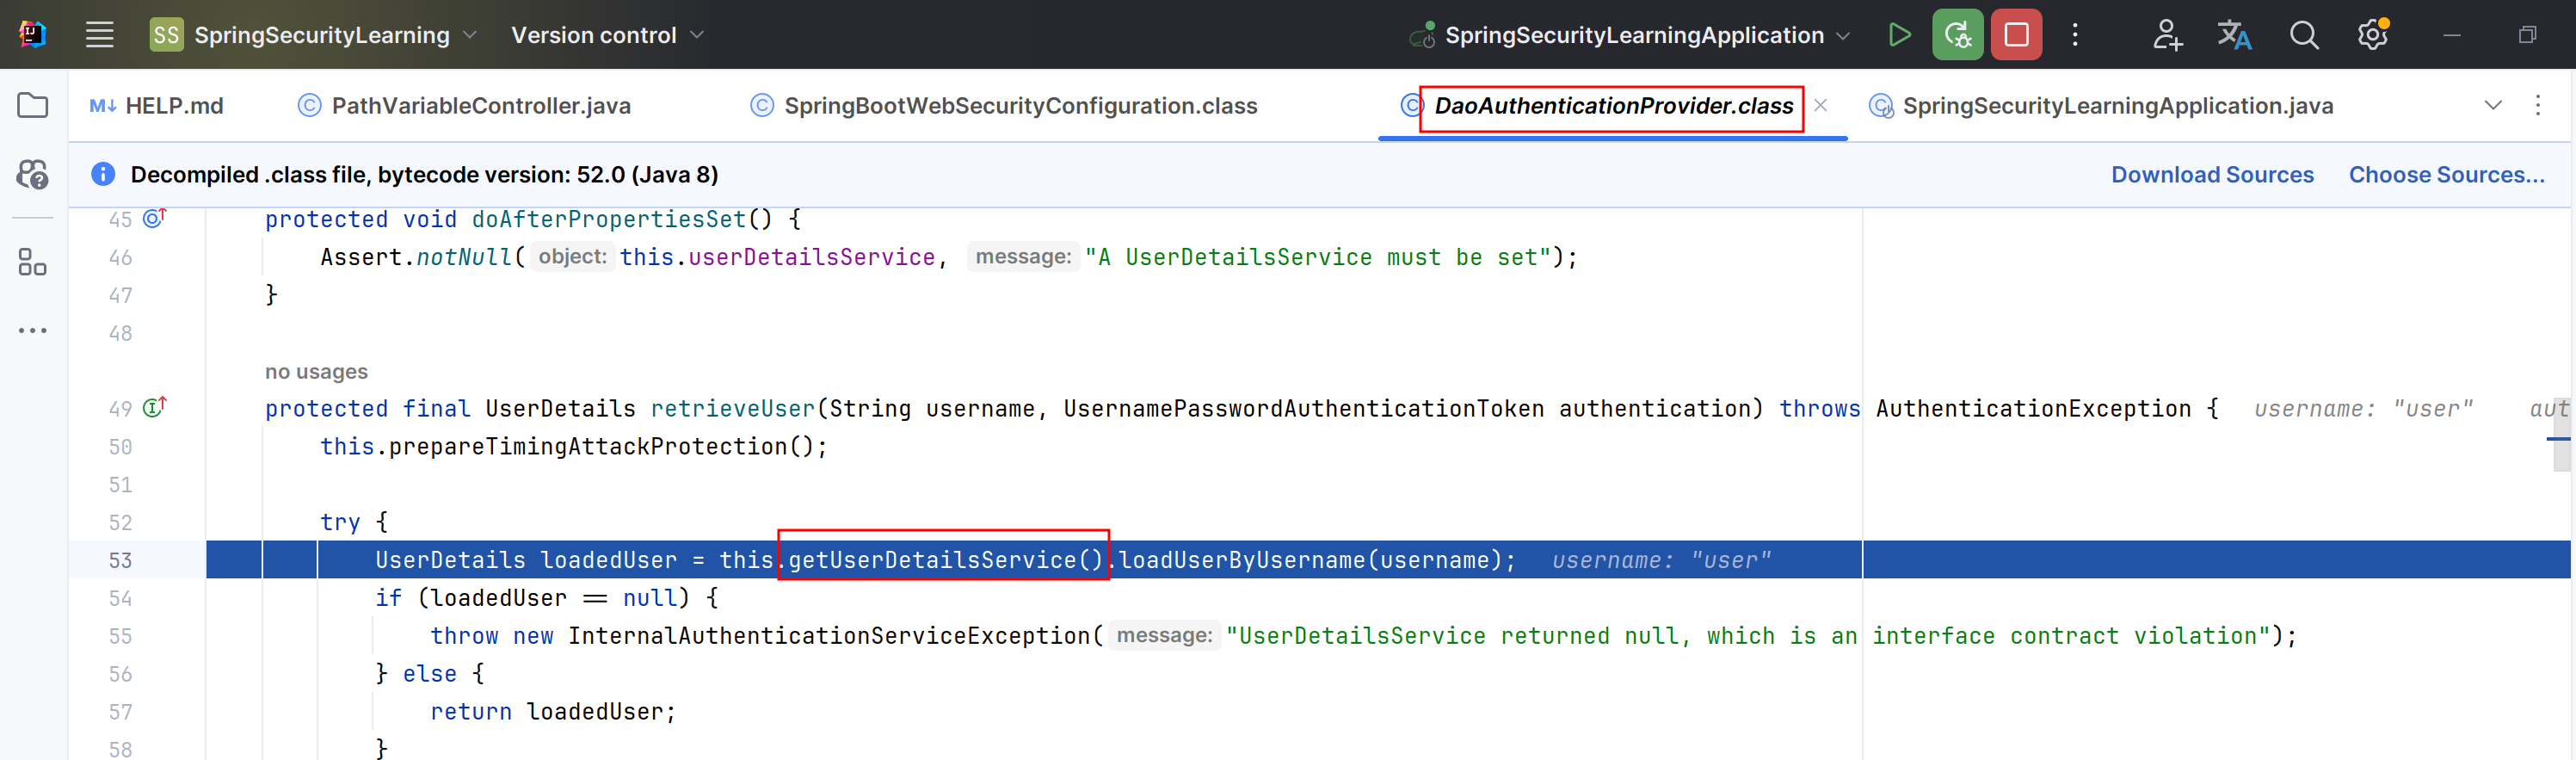 SS SpringSecurityLearning Version control SpringSecurityLearningApplication
M↓ HELP.md PathVariableController.java SpringBootWebSecurityConfiguration.class DaoAuthenticationProvider.class SpringSecurityLearningApplication.java
Decompiled .class file, bytecode version: 52.0 (Java 8) Download Sources Choose Sources...
45 protected void doAfterPropertiesSet() {
46 Assert.notNull( object: this.userDetailsService, message: "A UserDetailsService must be set");
47 }
48
no usages
49 protected final UserDetails retrieveUser(String username, UsernamePasswordAuthenticationToken authentication) throws AuthenticationException { username: "user" aut
50 this.prepareTimingAttackProtection();
51
52 try {
53 UserDetails loadedUser = this.getUserDetailsService().loadUserByUsername(username); username: "user"
54 if (loadedUser == null) {
55 throw new InternalAuthenticationServiceException( message: "UserDetailsService returned null, which is an interface contract violation");
56 } else {
57 return loadedUser;
58 }